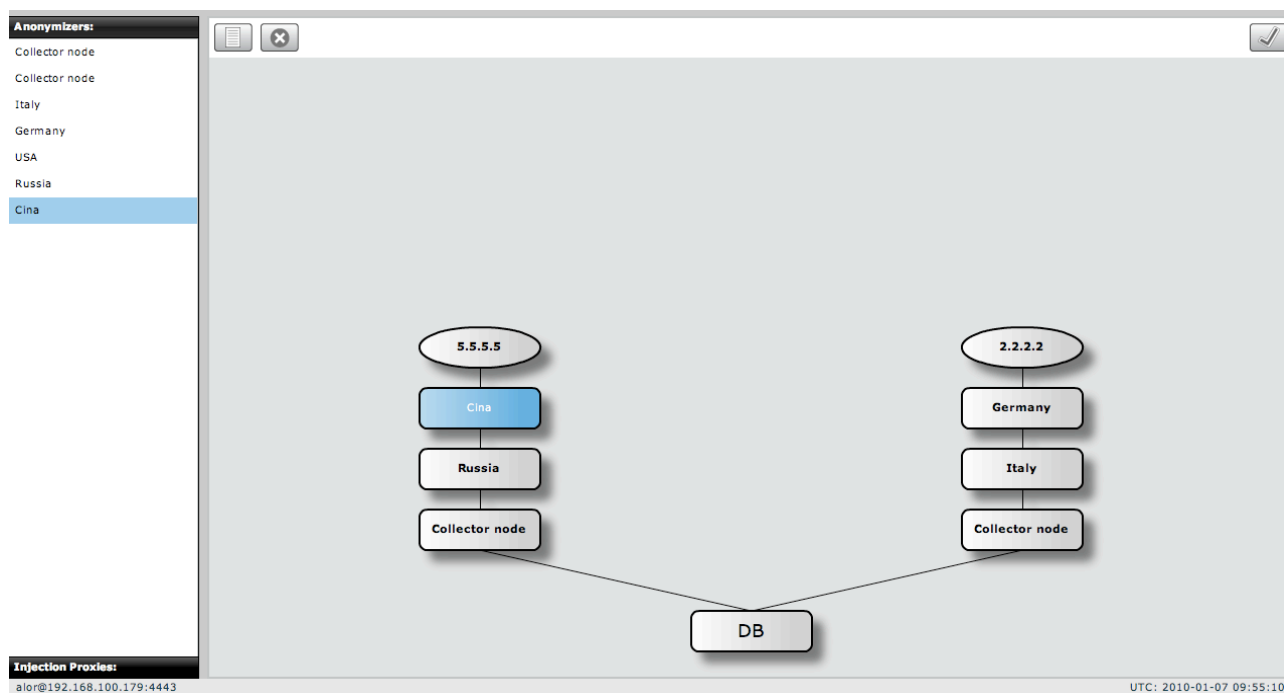 Anonymizers:
Collector node
Collector node
Italy
Germany
USA
Russia
Cina
5.5.5.5
2.2.2.2
Cina
Germany
Russia
Italy
Collector node
Collector node
DB
Injection Proxies:
alor@192.168.100.179:4443
UTC: 2010-01-07 09:55:10